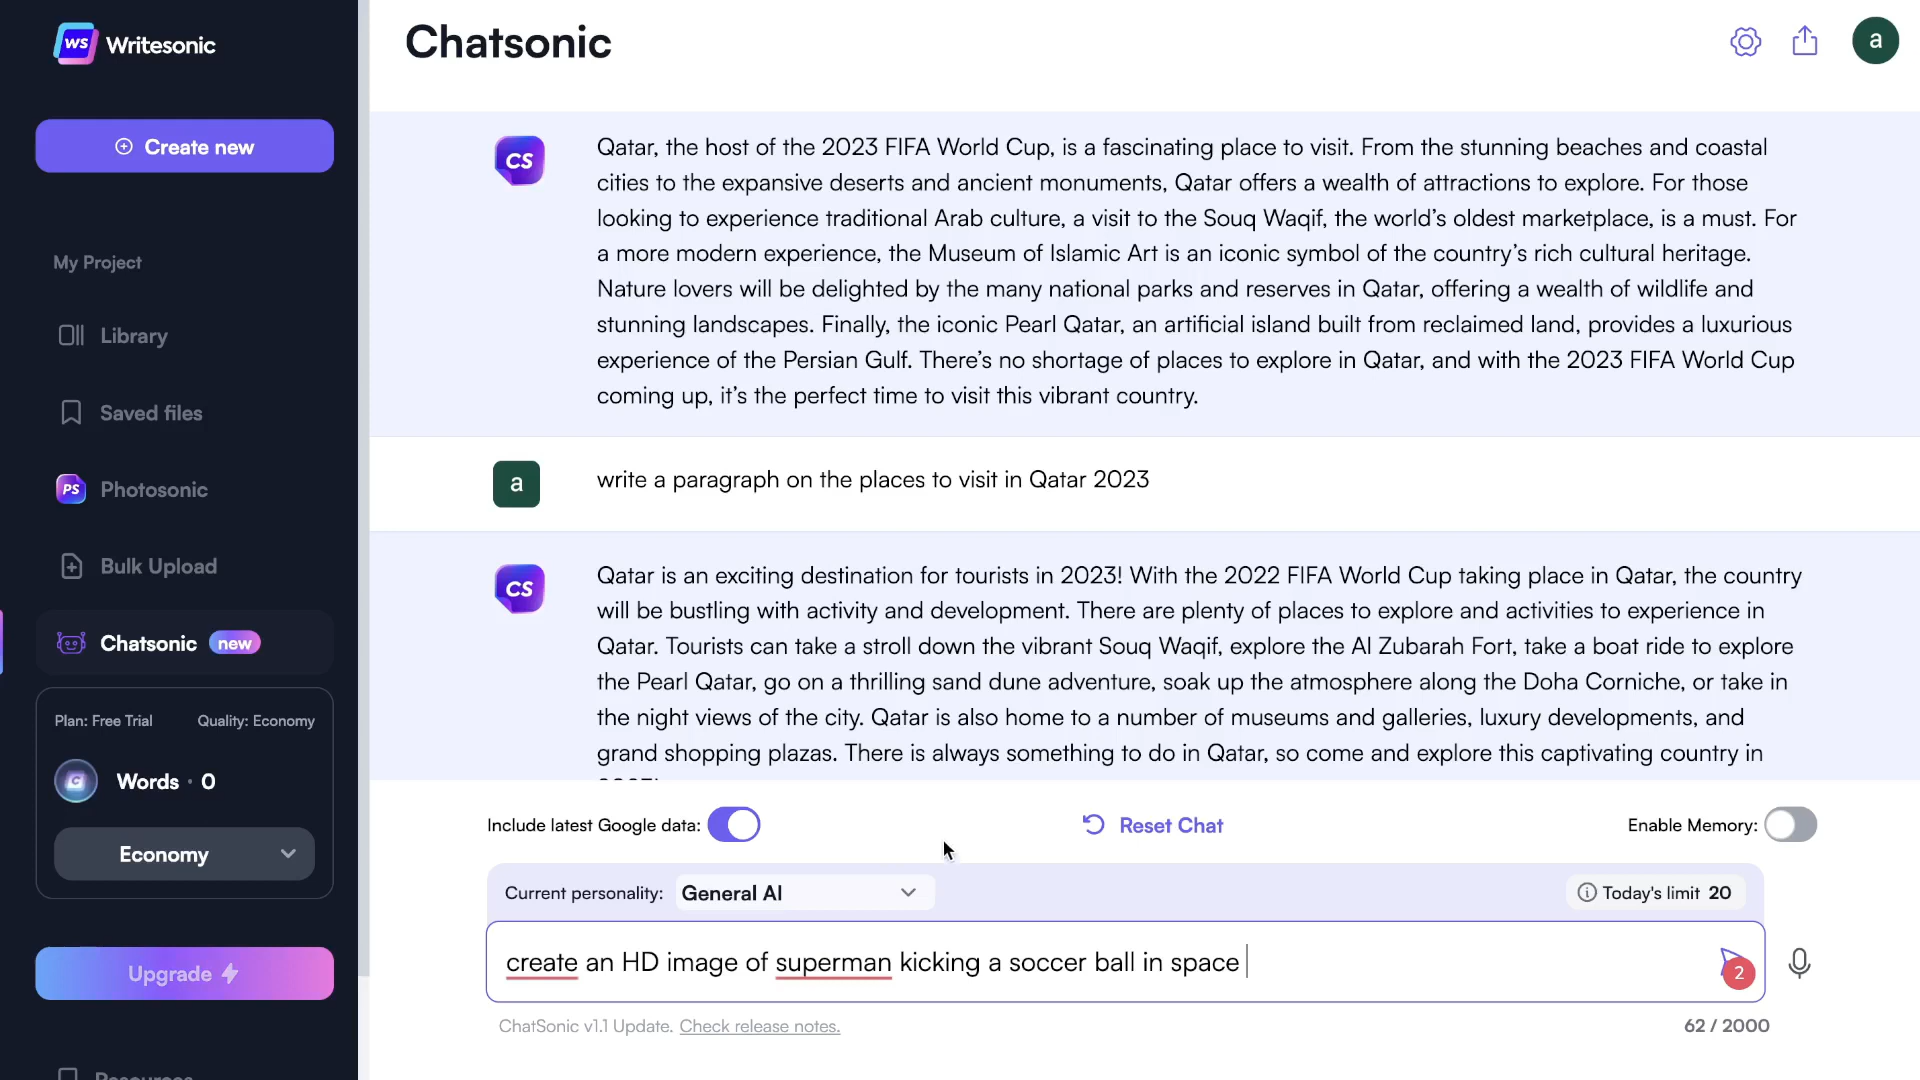 WS Writesonic
Create new
My Project
Library
Saved files
PS Photosonic
Bulk Upload
Chatsonic new
Plan: Free Trial Quality: Economy
Words · 0
Economy
Upgrade
Resources
Chatsonic
a
CS
Qatar, the host of the 2023 FIFA World Cup, is a fascinating place to visit. From the stunning beaches and coastal
cities to the expansive deserts and ancient monuments, Qatar offers a wealth of attractions to explore. For those
looking to experience traditional Arab culture, a visit to the Souq Waqif, the world’s oldest marketplace, is a must. For
a more modern experience, the Museum of Islamic Art is an iconic symbol of the country’s rich cultural heritage.
Nature lovers will be delighted by the many national parks and reserves in Qatar, offering a wealth of wildlife and
stunning landscapes. Finally, the iconic Pearl Qatar, an artificial island built from reclaimed land, provides a luxurious
experience of the Persian Gulf. There’s no shortage of places to explore in Qatar, and with the 2023 FIFA World Cup
coming up, it’s the perfect time to visit this vibrant country.
a
write a paragraph on the places to visit in Qatar 2023
CS
Qatar is an exciting destination for tourists in 2023! With the 2022 FIFA World Cup taking place in Qatar, the country
will be bustling with activity and development. There are plenty of places to explore and activities to experience in
Qatar. Tourists can take a stroll down the vibrant Souq Waqif, explore the Al Zubarah Fort, take a boat ride to explore
the Pearl Qatar, go on a thrilling sand dune adventure, soak up the atmosphere along the Doha Corniche, or take in
the night views of the city. Qatar is also home to a number of museums and galleries, luxury developments, and
grand shopping plazas. There is always something to do in Qatar, so come and explore this captivating country in
Include latest Google data:
Reset Chat
Enable Memory:
Current personality: General AI
Today's limit 20
create an HD image of superman kicking a soccer ball in space
2
ChatSonic v1.1 Update. Check release notes.
62 / 2000